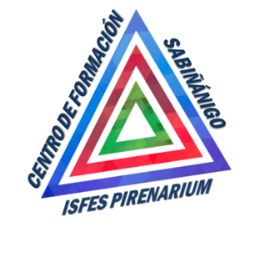 CENTRO DE FORMACIÓN
SABIÑÁNIGO
ISFES PIRENARIUM